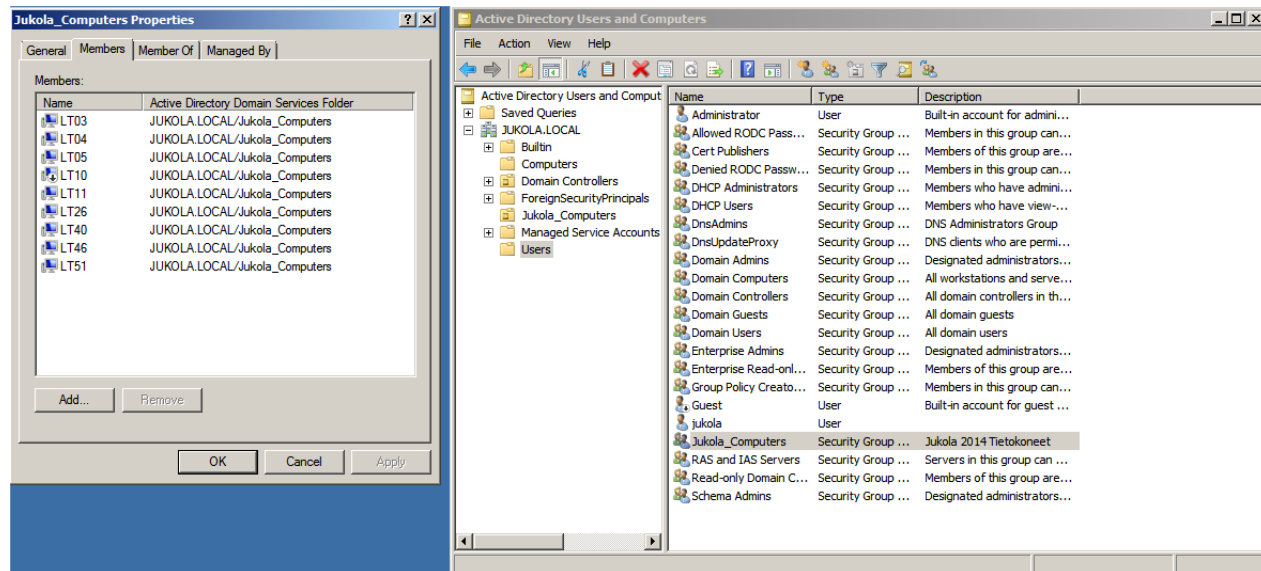 Jukola_Computers Properties
General Members Member Of Managed By
Members:
Name Active Directory Domain Services Folder
LT03 JUKOLA.LOCAL/Jukola_Computers
LT04 JUKOLA.LOCAL/Jukola_Computers
LT05 JUKOLA.LOCAL/Jukola_Computers
LT10 JUKOLA.LOCAL/Jukola_Computers
LT11 JUKOLA.LOCAL/Jukola_Computers
LT26 JUKOLA.LOCAL/Jukola_Computers
LT40 JUKOLA.LOCAL/Jukola_Computers
LT46 JUKOLA.LOCAL/Jukola_Computers
LT51 JUKOLA.LOCAL/Jukola_Computers
Add... Remove
OK Cancel Apply
Active Directory Users and Computers
File Action View Help
Active Directory Users and Comput
Saved Queries
JUKOLA.LOCAL
Builtin
Computers
Domain Controllers
ForeignSecurityPrincipals
Jukola_Computers
Managed Service Accounts
Users
Name Type Description
Administrator User Built-in account for admini...
Allowed RODC Pass... Security Group ... Members in this group can...
Cert Publishers Security Group ... Members of this group are...
Denied RODC Passw... Security Group ... Members in this group can...
DHCP Administrators Security Group ... Members who have admini...
DHCP Users Security Group ... Members who have view-...
DnsAdmins Security Group ... DNS Administrators Group
DnsUpdateProxy Security Group ... DNS clients who are permi...
Domain Admins Security Group ... Designated administrators...
Domain Computers Security Group ... All workstations and serve...
Domain Controllers Security Group ... All domain controllers in th...
Domain Guests Security Group ... All domain guests
Domain Users Security Group ... All domain users
Enterprise Admins Security Group ... Designated administrators...
Enterprise Read-onl... Security Group ... Members of this group are...
Group Policy Creato... Security Group ... Members in this group can...
Guest User Built-in account for guest ...
jukola User
Jukola_Computers Security Group ... Jukola 2014 Tietokoneet
RAS and IAS Servers Security Group ... Servers in this group can ...
Read-only Domain C... Security Group ... Members of this group are...
Schema Admins Security Group ... Designated administrators...